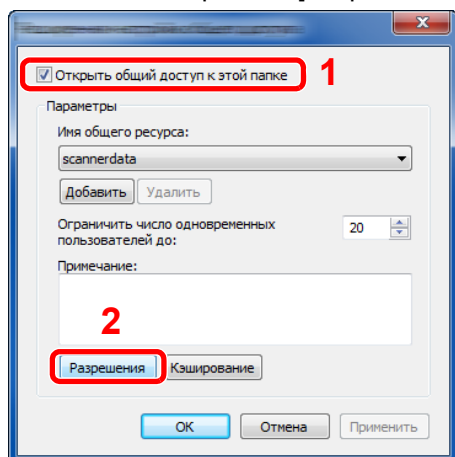 Открыть общий доступ к этой папке
1
Параметры
Имя общего ресурса:
scannerdata
Добавить Удалить
Ограничить число одновременных
пользователей до:
20
Примечание:
2
Разрешения Кэширование
OK Отмена Применить